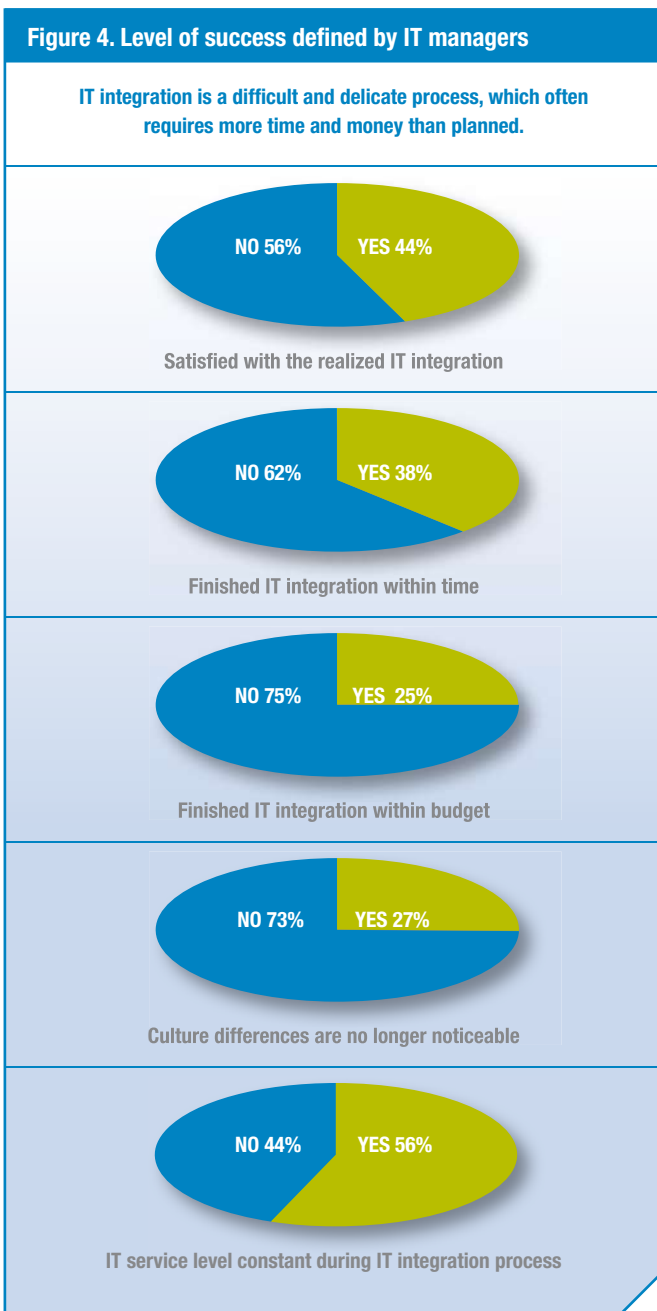 Figure 4. Level of success defined by IT managers
IT integration is a difficult and delicate process, which often
requires more time and money than planned.
NO 56% YES 44%
Satisfied with the realized IT integration
NO 62% YES 38%
Finished IT integration within time
NO 75% YES 25%
Finished IT integration within budget
NO 73% YES 27%
Culture differences are no longer noticeable
NO 44% YES 56%
IT service level constant during IT integration process